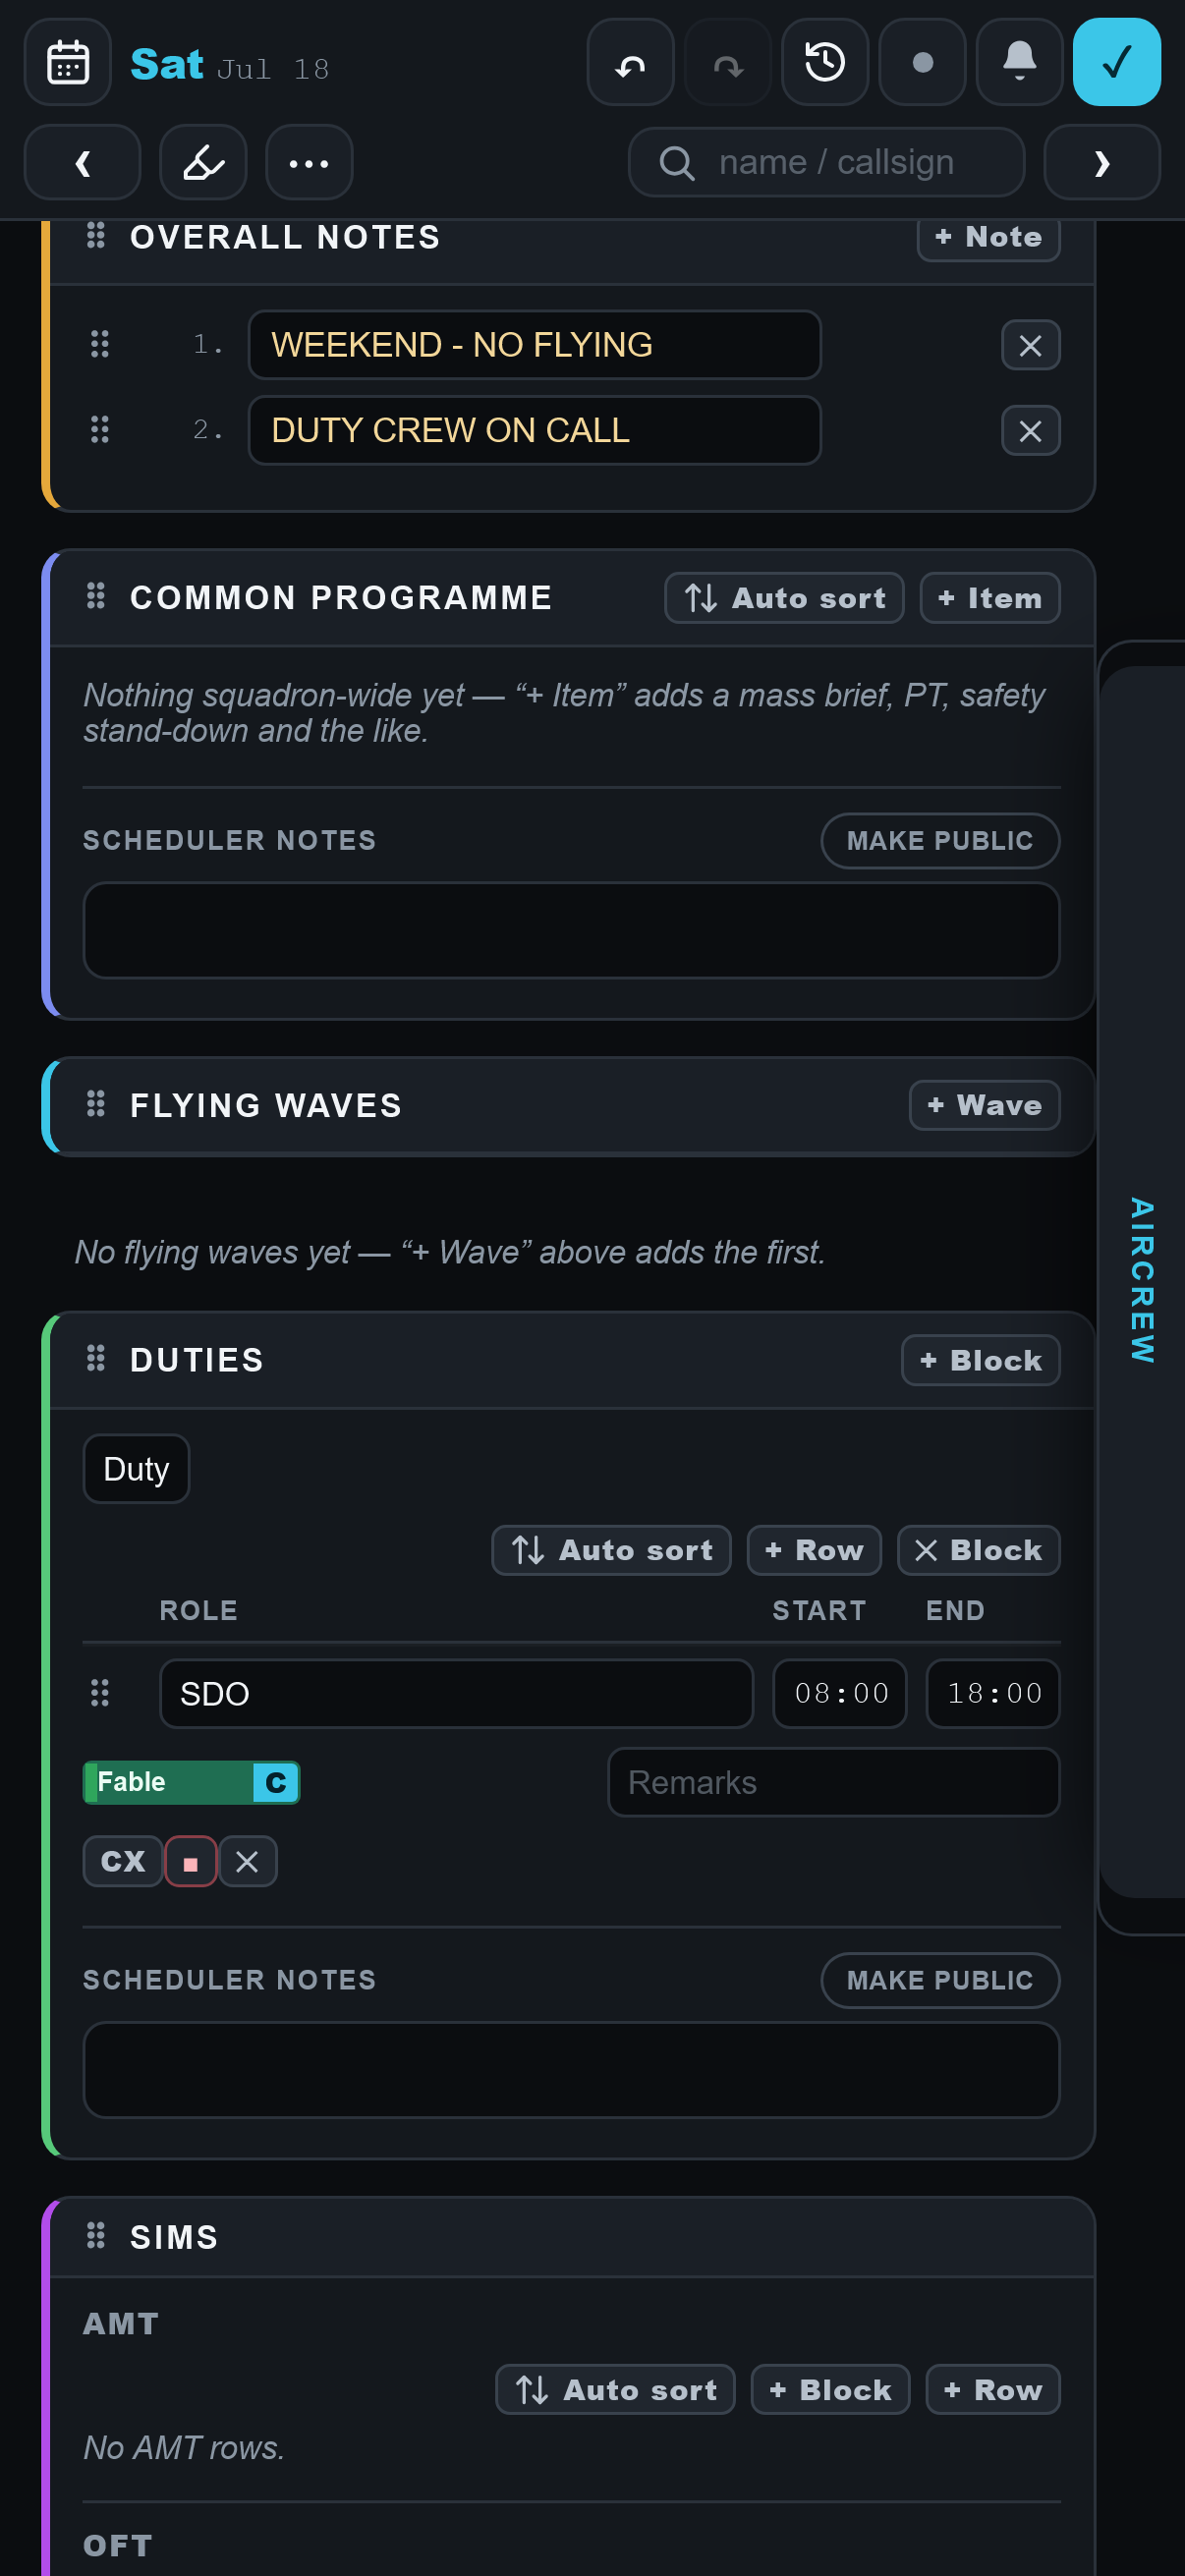 Sat Jul 18
name / callsign
OVERALL NOTES + Note
1. WEEKEND - NO FLYING
2. DUTY CREW ON CALL
COMMON PROGRAMME Auto sort + Item
Nothing squadron-wide yet — “+ Item” adds a mass brief, PT, safety
stand-down and the like.
SCHEDULER NOTES MAKE PUBLIC
FLYING WAVES + Wave
AIRCREW
No flying waves yet — “+ Wave” above adds the first.
DUTIES + Block
Duty
Auto sort + Row × Block
ROLE START END
SDO 08:00 18:00
Fable C Remarks
CX
SCHEDULER NOTES MAKE PUBLIC
SIMS
AMT
Auto sort + Block + Row
No AMT rows.
OFT